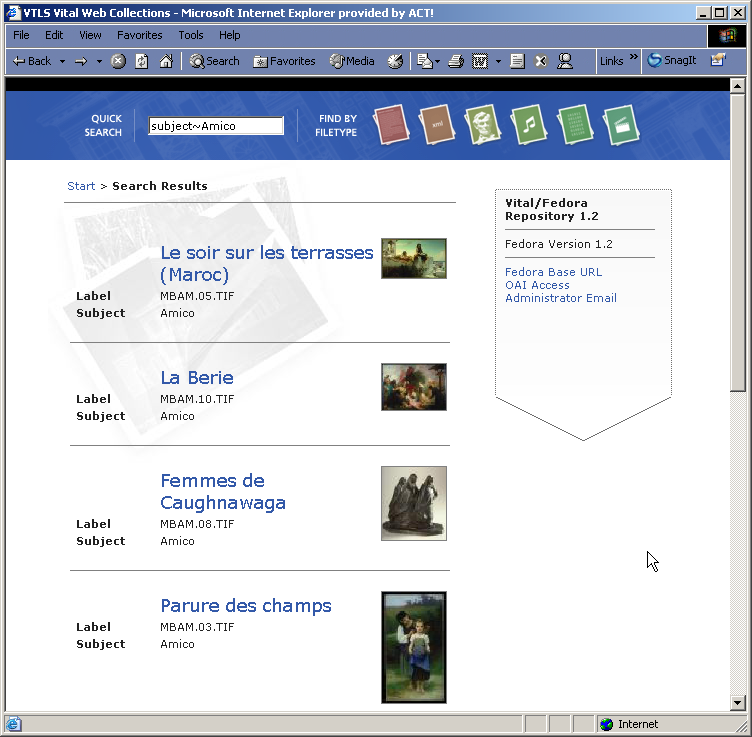 VTLS Vital Web Collections - Microsoft Internet Explorer provided by ACT!
File Edit View Favorites Tools Help
Back Search Favorites Media Links » SnagIt
QUICK SEARCH
subject~Amico
FIND BY FILETYPE
xml
Start > Search Results
Le soir sur les terrasses
(Maroc)
Label MBAM.05.TIF
Subject Amico
La Berie
Label MBAM.10.TIF
Subject Amico
Femmes de
Caughnawaga
Label MBAM.08.TIF
Subject Amico
Parure des champs
Label MBAM.03.TIF
Subject Amico
Vital/Fedora
Repository 1.2
Fedora Version 1.2
Fedora Base URL
OAI Access
Administrator Email
Internet